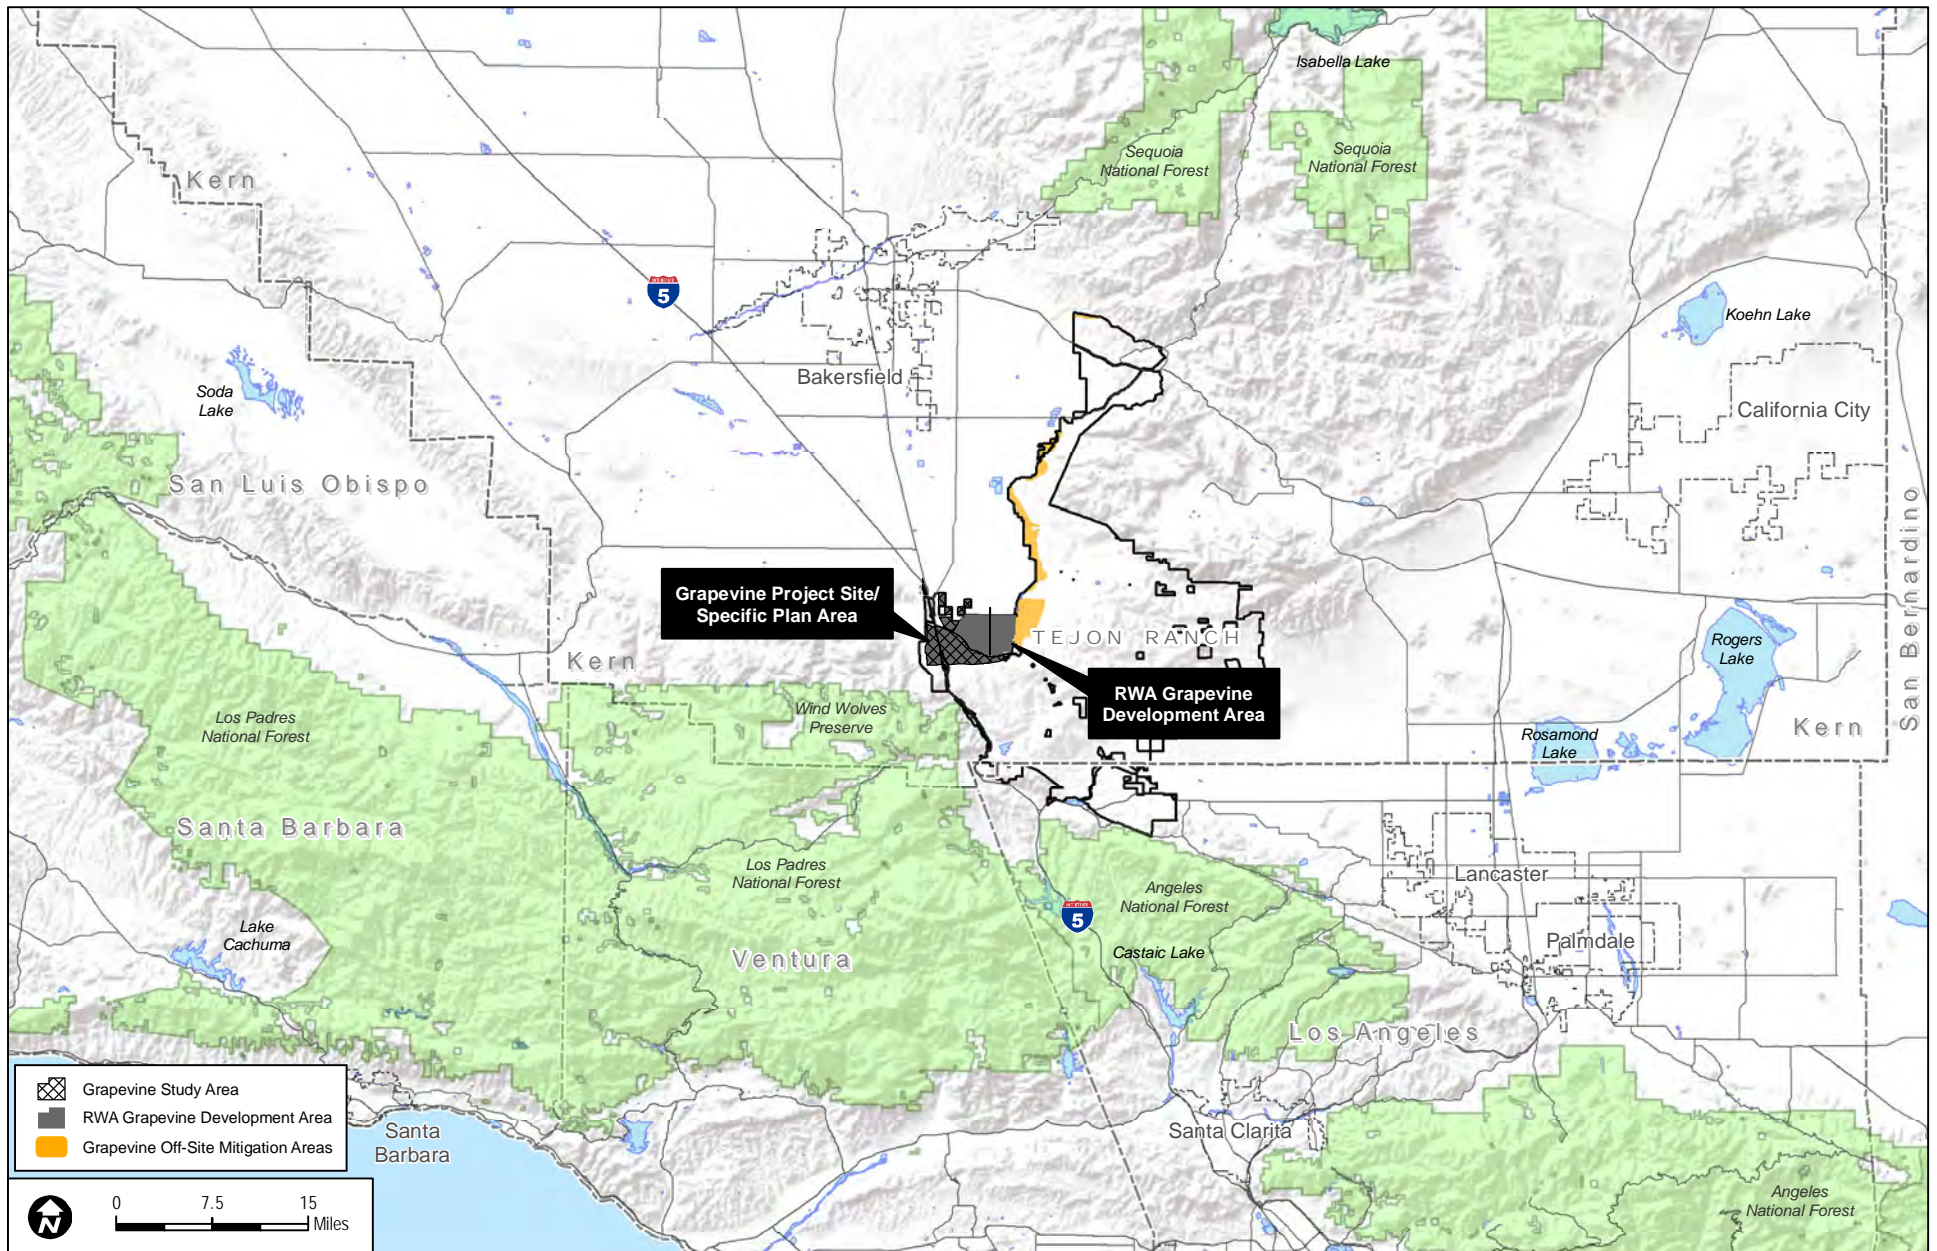 Isabella Lake
Sequoia
National Forest
Sequoia
National Forest
Kern
5
Koehn Lake
Bakersfield
Soda
Lake
California City
San Luis Obispo
San Bernardino
Grapevine Project Site/
Specific Plan Area
TEJON RANCH
Kern
Rogers
Lake
RWA Grapevine
Development Area
Los Padres
National Forest
Wind Wolves
Preserve
Rosamond
Lake
Kern
Santa Barbara
Los Padres
National Forest
Angeles
National Forest
Lancaster
5
Lake
Cachuma
Ventura
Castaic Lake
Palmdale
Los Angeles
Grapevine Study Area
RWA Grapevine Development Area
Grapevine Off-Site Mitigation Areas
Santa
Barbara
Santa Clarita
Angeles
National Forest
N
0 7.5 15
Miles